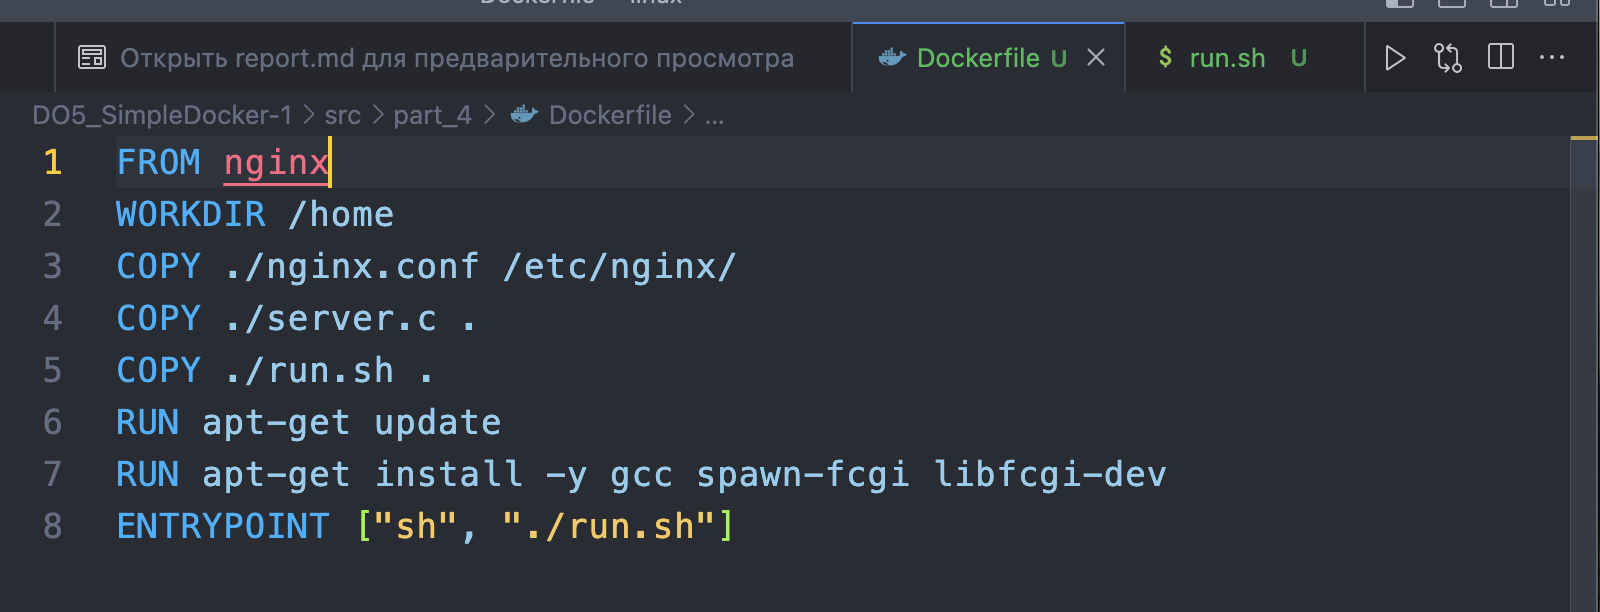 Открыть report.md для предварительного просмотра
Dockerfile U
$ run.sh U
DO5_SimpleDocker-1 > src > part_4 > Dockerfile > ...
1 FROM nginx
2 WORKDIR /home
3 COPY ./nginx.conf /etc/nginx/
4 COPY ./server.c .
5 COPY ./run.sh .
6 RUN apt-get update
7 RUN apt-get install -y gcc spawn-fcgi libfcgi-dev
8 ENTRYPOINT ["sh", "./run.sh"]